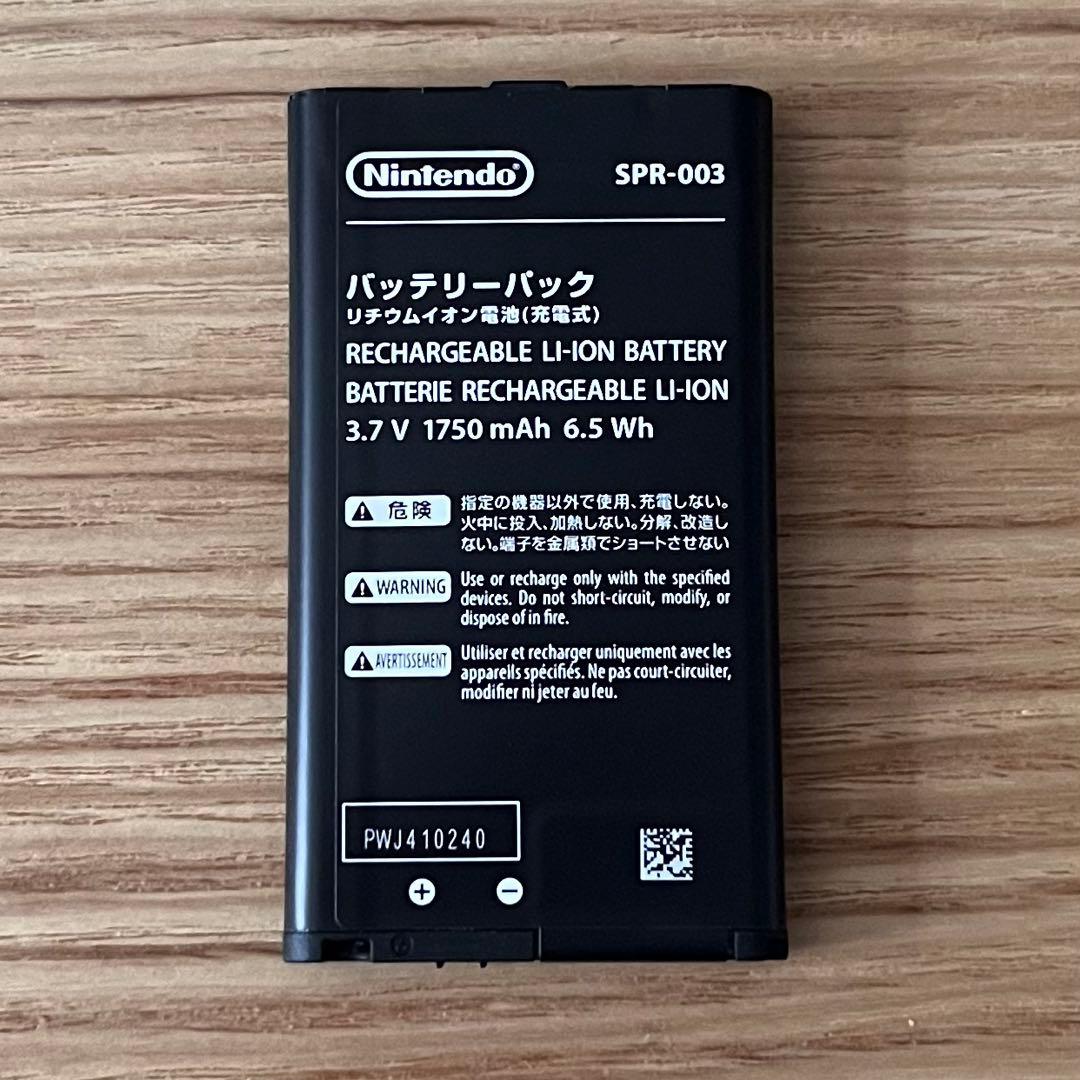 Nintendo® SPR-003
バッテリーパック
リチウムイオン電池(充電式)
RECHARGEABLE LI-ION BATTERY
BATTERIE RECHARGEABLE LI-ION
3.7 V 1750 mAh 6.5 Wh
危険 指定の機器以外で使用、充電しない。
火中に投入、加熱しない。分解、改造し
ない。端子を金属類でショートさせない
WARNING Use or recharge only with the specified
devices. Do not short-circuit, modify, or
dispose of in fire.
AVERTISSEMENT Utiliser et recharger uniquement avec les
appareils spécifiés. Ne pas court-circuiter,
modifier ni jeter au feu.
PWJ410240
+ −